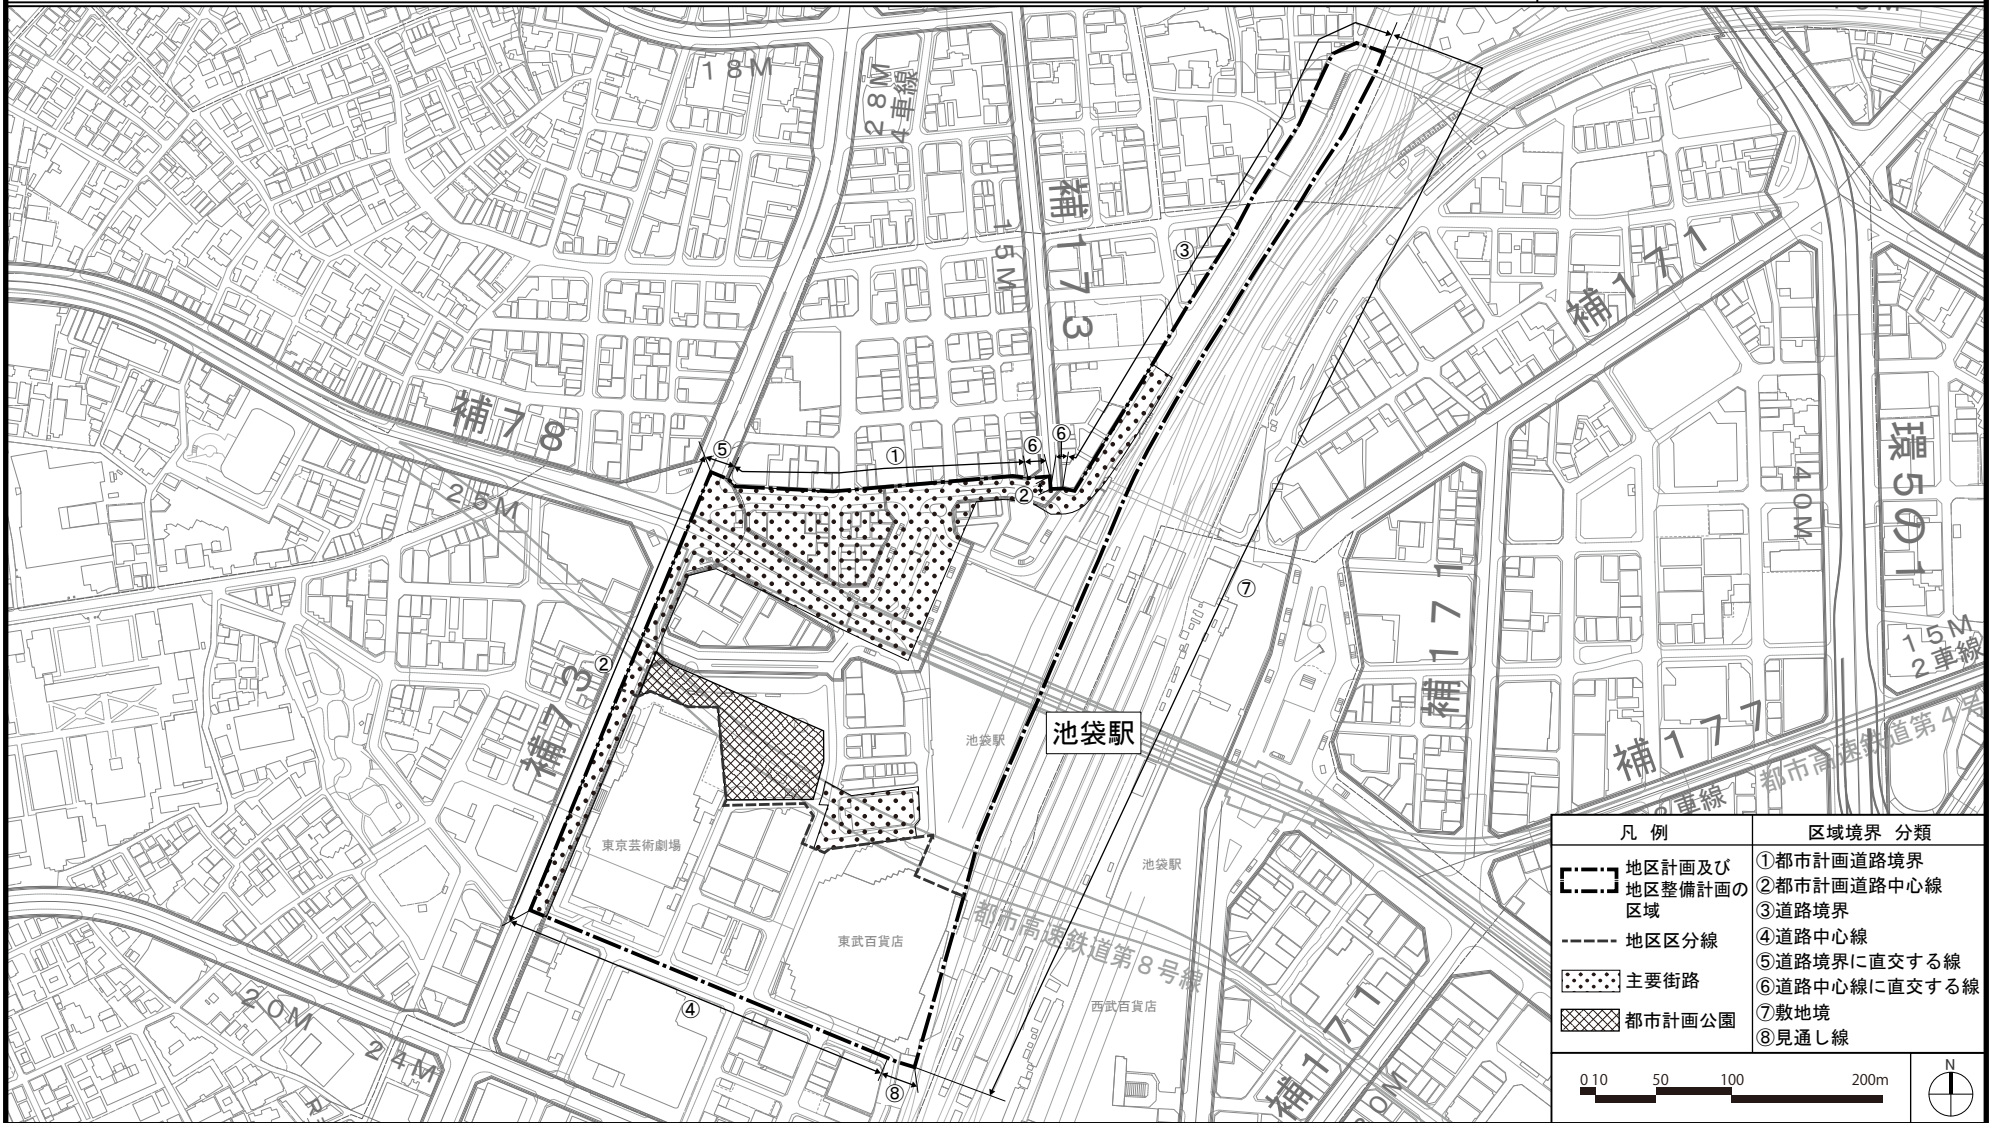 18M
28M
4車線
補173
15M
③
補171
補78
⑤
①
⑥
⑥
②
25M
環5の1
40M
⑦
補171
15M
2車線
②
補73
池袋駅
池袋駅
補177
都市高速鉄道第4号
車線
東京芸術劇場
池袋駅
東武百貨店
都市高速鉄道第8号線
西武百貨店
20M
24M
④
⑧
補171
凡 例
地区計画及び
地区整備計画の
区域
地区区分線
主要街路
都市計画公園
区域境界 分類
①都市計画道路境界
②都市計画道路中心線
③道路境界
④道路中心線
⑤道路境界に直交する線
⑥道路中心線に直交する線
⑦敷地境
⑧見通し線
0 10 50 100 200m
N